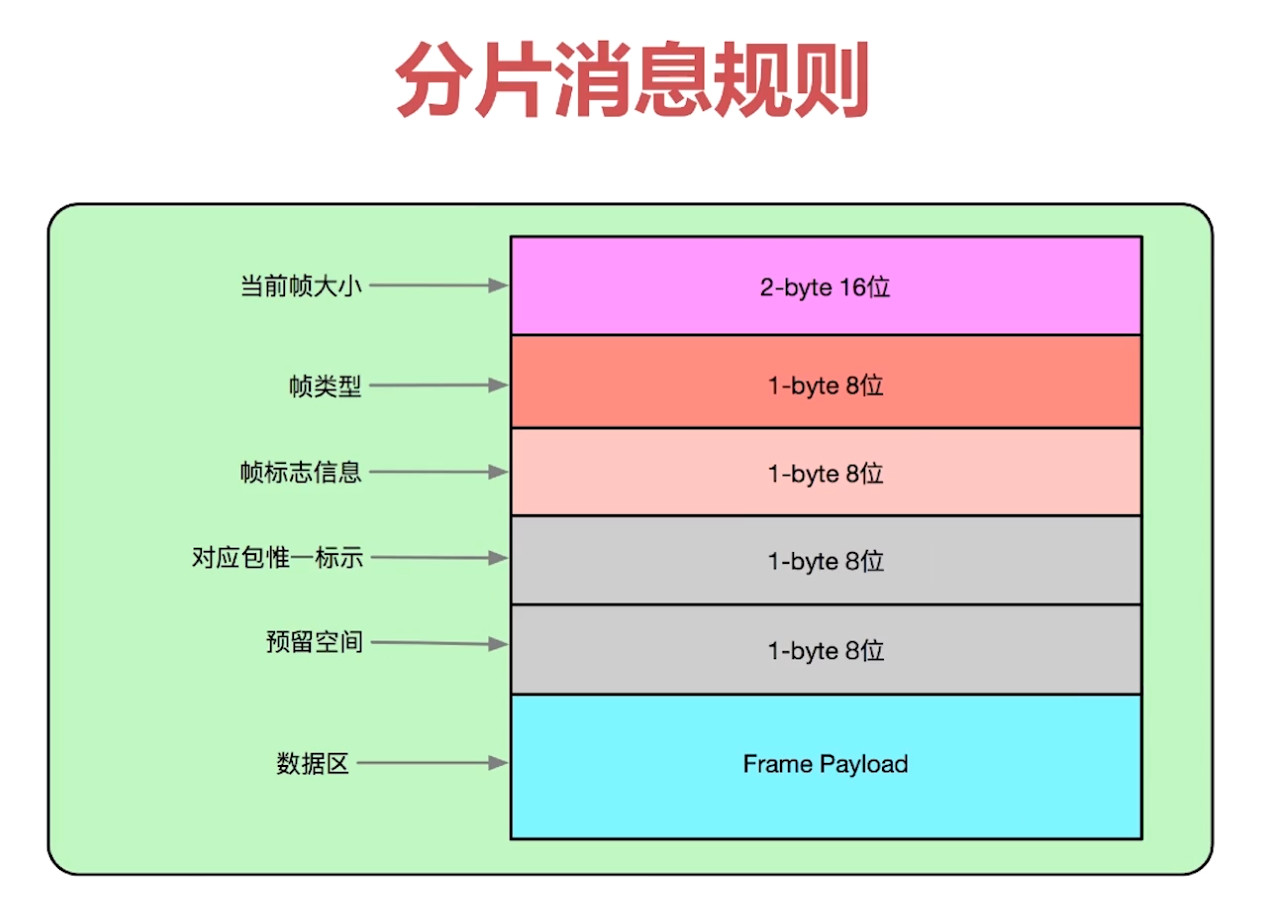 分片消息规则
当前帧大小 2-byte 16位
帧类型 1-byte 8位
帧标志信息 1-byte 8位
对应包惟一标示 1-byte 8位
预留空间 1-byte 8位
数据区 Frame Payload